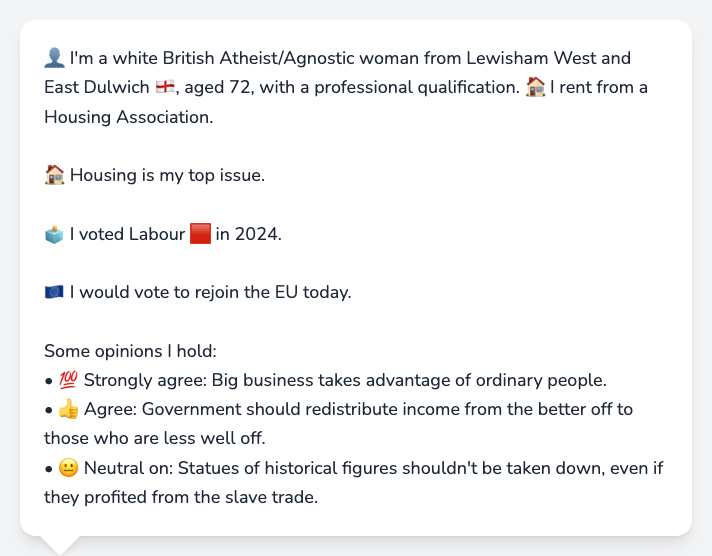 👤 I'm a white British Atheist/Agnostic woman from Lewisham West and
East Dulwich 🏴󠁧󠁢󠁥󠁮󠁧󠁿, aged 72, with a professional qualification. 🏠 I rent from a
Housing Association.
🏠 Housing is my top issue.
🗳️ I voted Labour 🟥 in 2024.
🇪🇺 I would vote to rejoin the EU today.
Some opinions I hold:
• 💯 Strongly agree: Big business takes advantage of ordinary people.
• 👍 Agree: Government should redistribute income from the better off to
those who are less well off.
• 😐 Neutral on: Statues of historical figures shouldn't be taken down, even if
they profited from the slave trade.